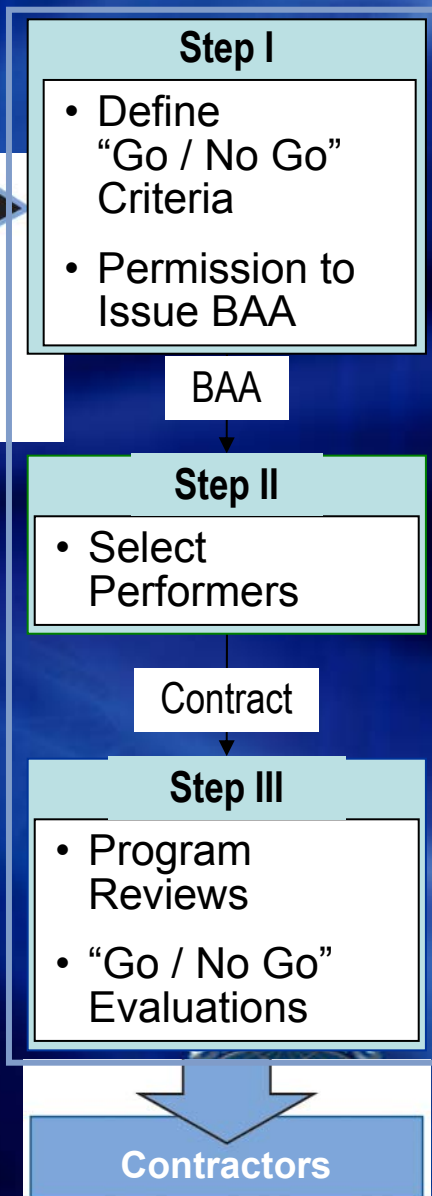 Step I
• Define
“Go / No Go”
Criteria
• Permission to
Issue BAA
BAA
Step II
• Select
Performers
Contract
Step III
• Program
Reviews
• “Go / No Go”
Evaluations
Contractors